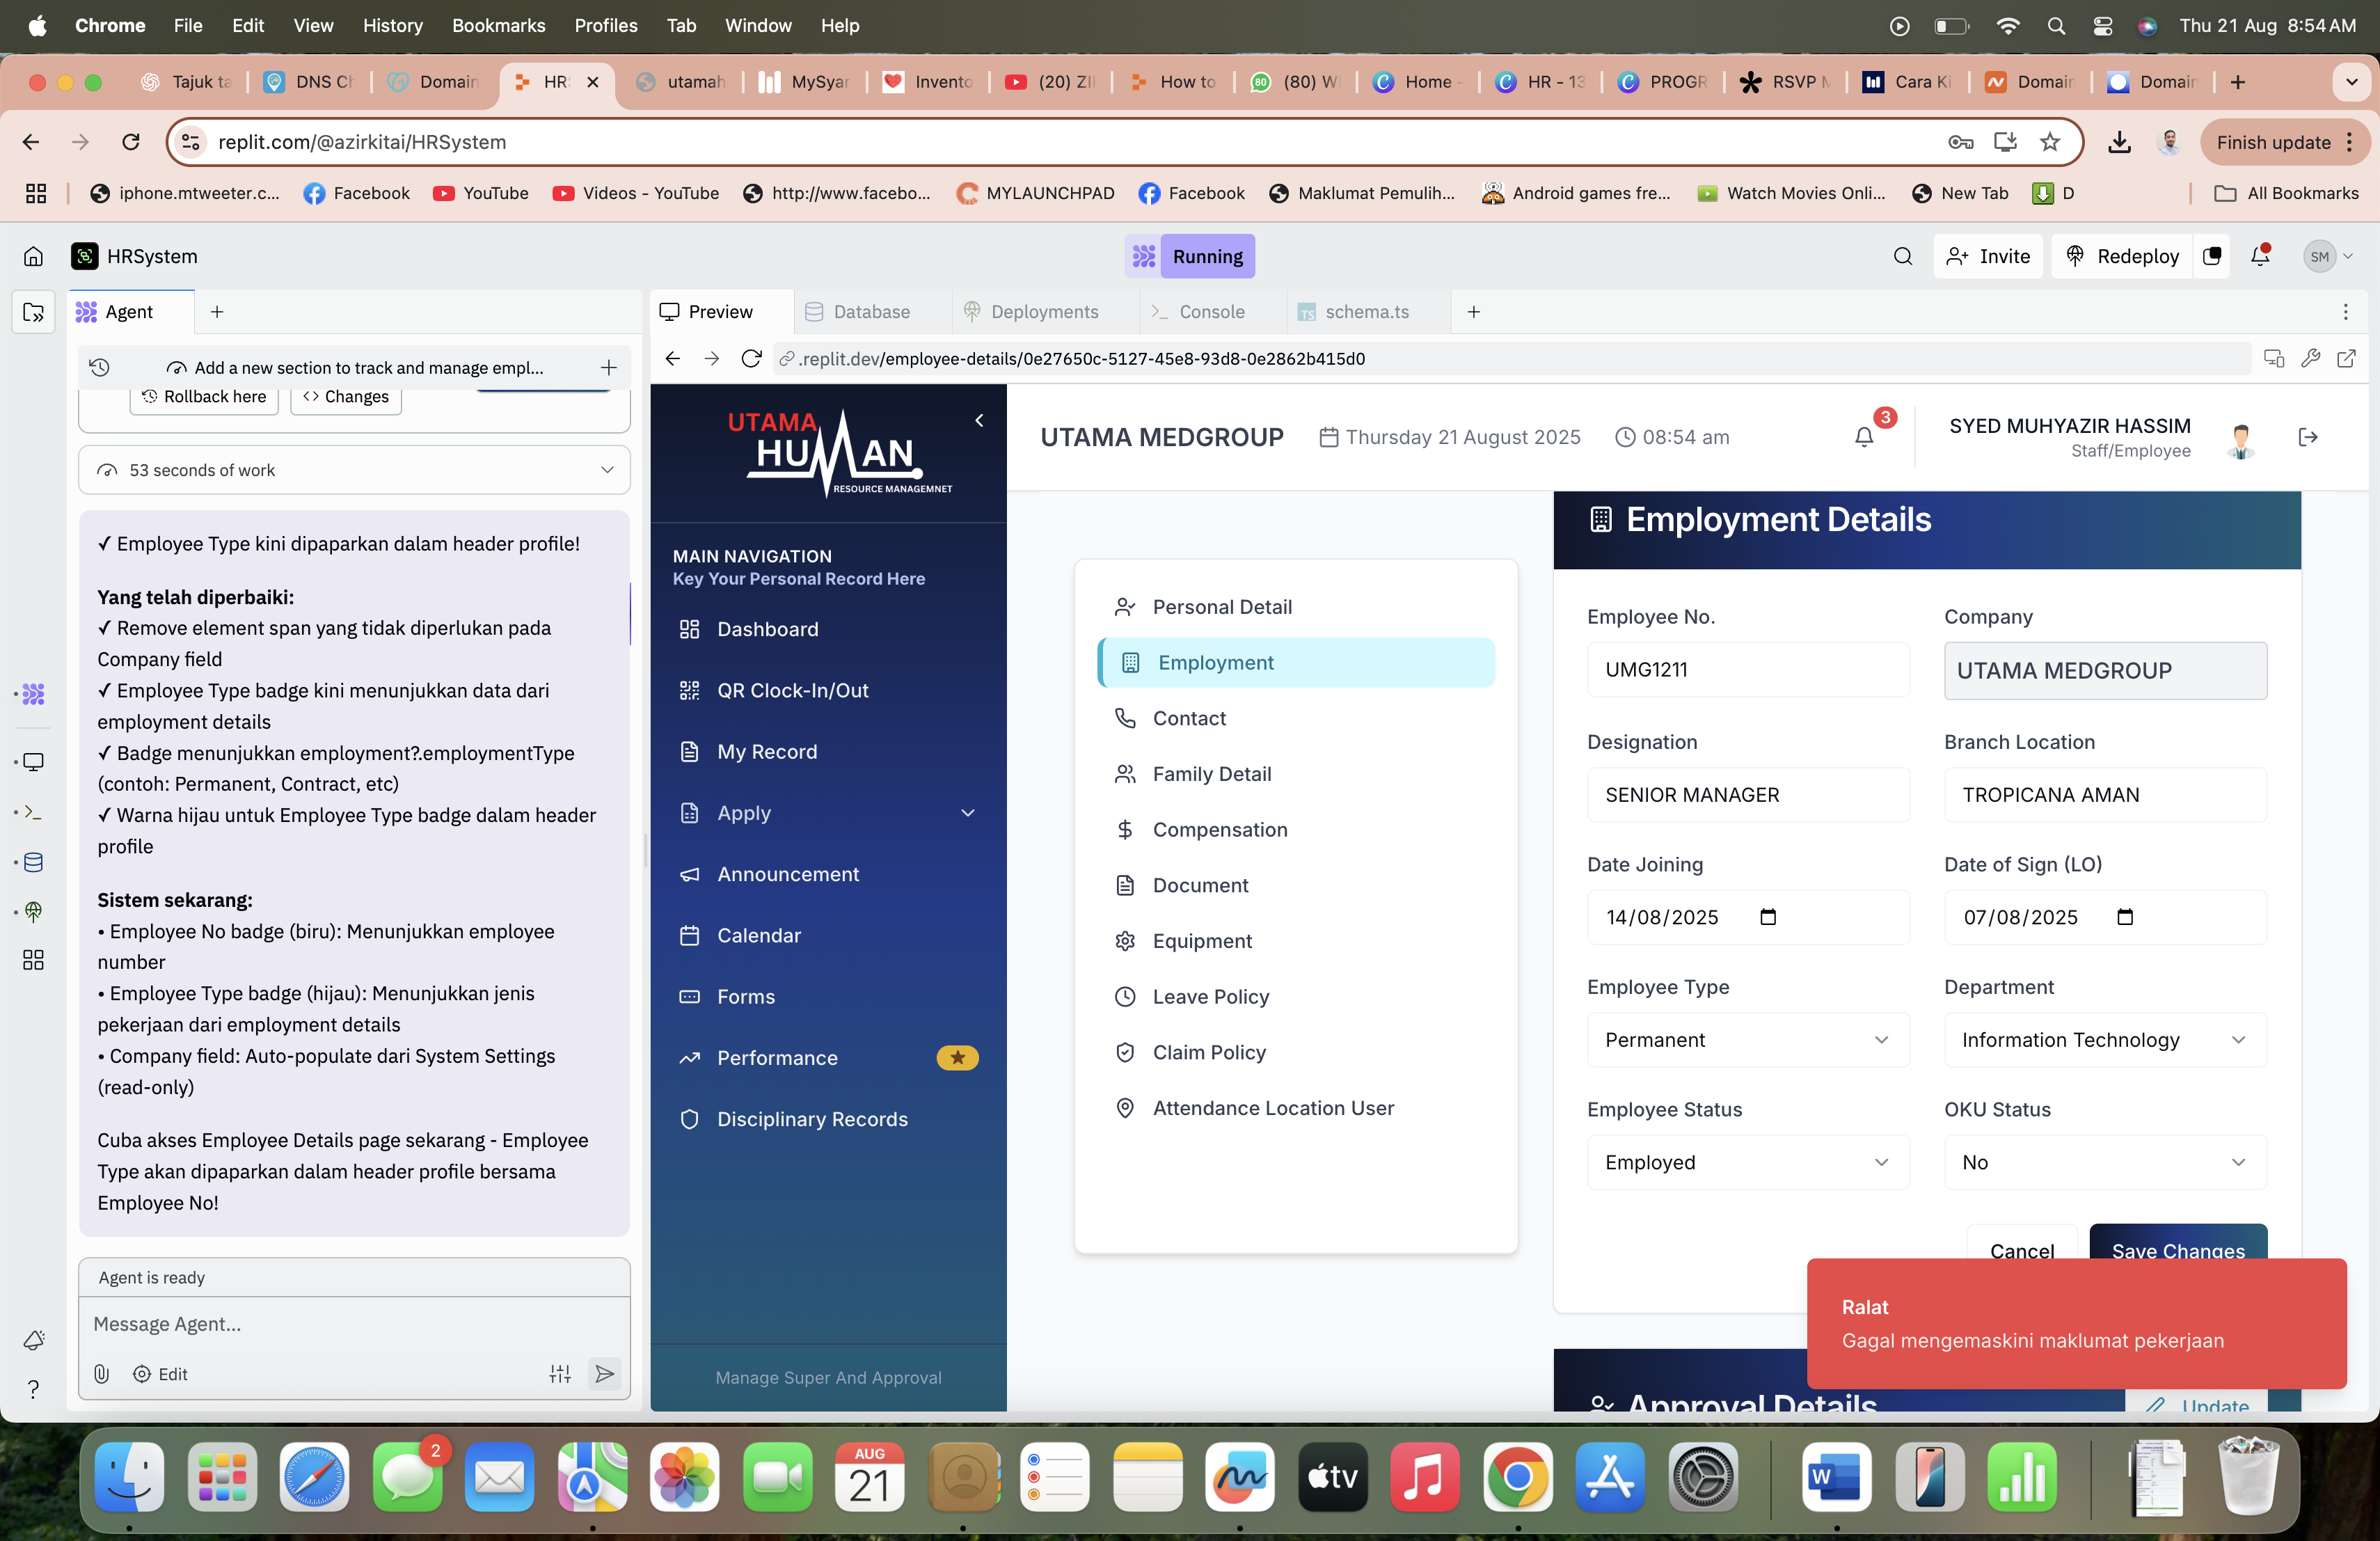 Chrome File Edit View History Bookmarks Profiles Tab Window Help
Thu 21 Aug 8:54 AM
Tajuk ta
DNS Ch
Domain
HRS
utamah
MySyar
Invento
(20) ZII
How to
(80) W
Home -
HR - 13
PROGR
RSVP M
Cara Ki
Domain
Domain
replit.com/@azirkitai/HRSystem
Finish update
iphone.mtweeter.c...
Facebook
YouTube
Videos - YouTube
http://www.facebo...
MYLAUNCHPAD
Facebook
Maklumat Pemulih...
Android games fre...
Watch Movies Onli...
New Tab
D
All Bookmarks
HRSystem
Running
Invite
Redeploy
SM
Agent
Preview
Database
Deployments
Console
TS schema.ts
Add a new section to track and manage empl...
.replit.dev/employee-details/0e27650c-5127-45e8-93d8-0e2862b415d0
Rollback here
Changes
53 seconds of work
✓ Employee Type kini dipaparkan dalam header profile!
Yang telah diperbaiki:
✓ Remove element span yang tidak diperlukan pada
Company field
✓ Employee Type badge kini menunjukkan data dari
employment details
✓ Badge menunjukkan employment?.employmentType
(contoh: Permanent, Contract, etc)
✓ Warna hijau untuk Employee Type badge dalam header
profile
Sistem sekarang:
• Employee No badge (biru): Menunjukkan employee
number
• Employee Type badge (hijau): Menunjukkan jenis
pekerjaan dari employment details
• Company field: Auto-populate dari System Settings
(read-only)
Cuba akses Employee Details page sekarang - Employee
Type akan dipaparkan dalam header profile bersama
Employee No!
Agent is ready
Message Agent...
Edit
UTAMA
HUMAN
RESOURCE MANAGEMNET
MAIN NAVIGATION
Key Your Personal Record Here
Dashboard
QR Clock-In/Out
My Record
Apply
Announcement
Calendar
Forms
Performance
Disciplinary Records
Manage Super And Approval
UTAMA MEDGROUP
Thursday 21 August 2025
08:54 am
3
SYED MUHYAZIR HASSIM
Staff/Employee
Personal Detail
Employment
Contact
Family Detail
Compensation
Document
Equipment
Leave Policy
Claim Policy
Attendance Location User
Employment Details
Employee No.
Company
UMG1211
UTAMA MEDGROUP
Designation
Branch Location
SENIOR MANAGER
TROPICANA AMAN
Date Joining
Date of Sign (LO)
14/08/2025
07/08/2025
Employee Type
Department
Permanent
Information Technology
Employee Status
OKU Status
Employed
No
Cancel
Save Changes
Ralat
Gagal mengemaskini maklumat pekerjaan
Approval Details
Update
2
AUG
21
tv
W